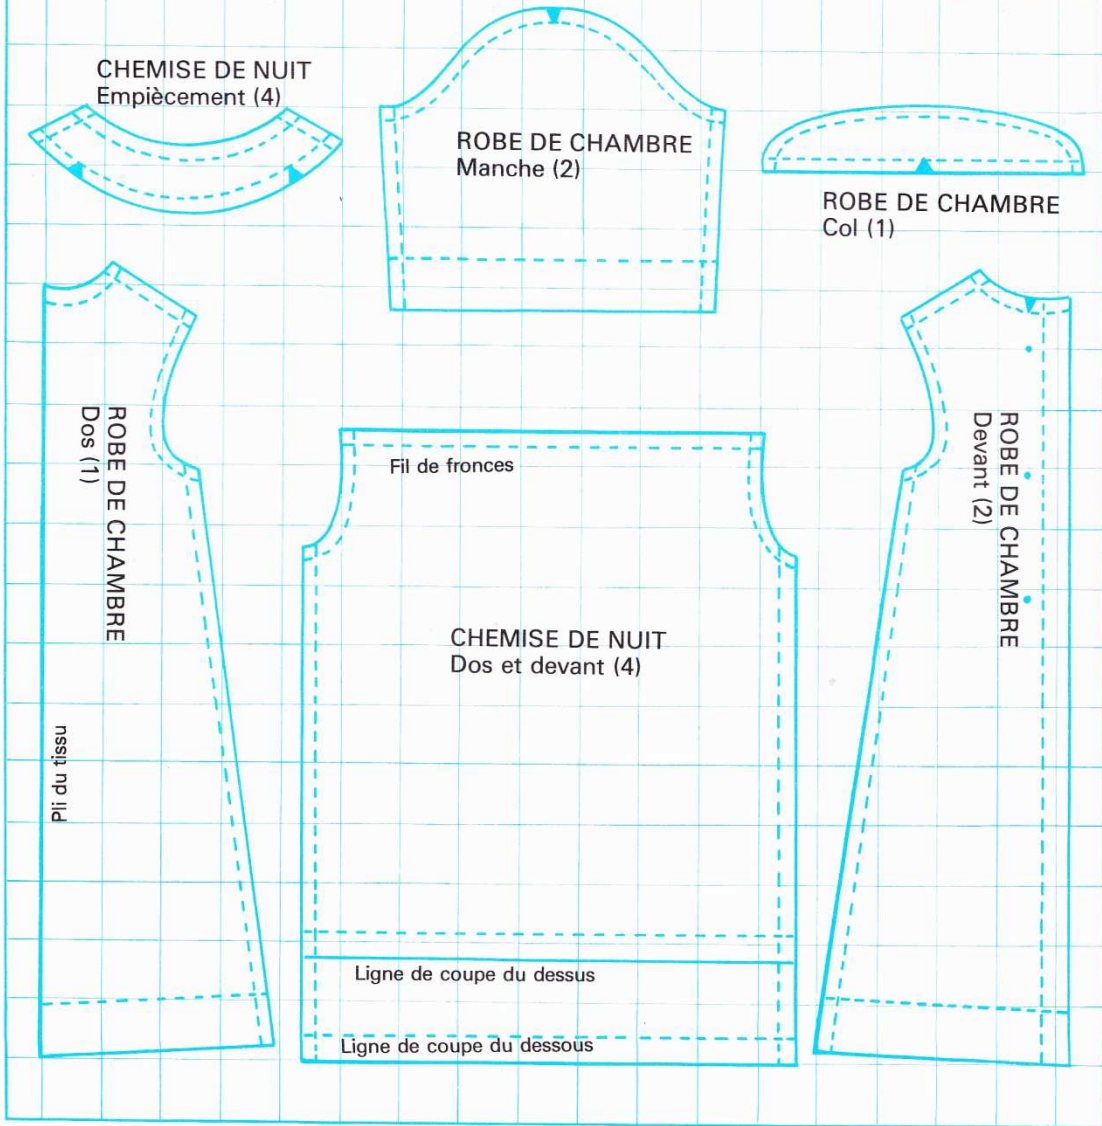 CHEMISE DE NUIT
Empiècement (4)
ROBE DE CHAMBRE
Manche (2)
ROBE DE CHAMBRE
Col (1)
ROBE DE CHAMBRE
Dos (1)
Pli du tissu
Fil de fronces
CHEMISE DE NUIT
Dos et devant (4)
Ligne de coupe du dessus
Ligne de coupe du dessous
ROBE DE CHAMBRE
Devant (2)